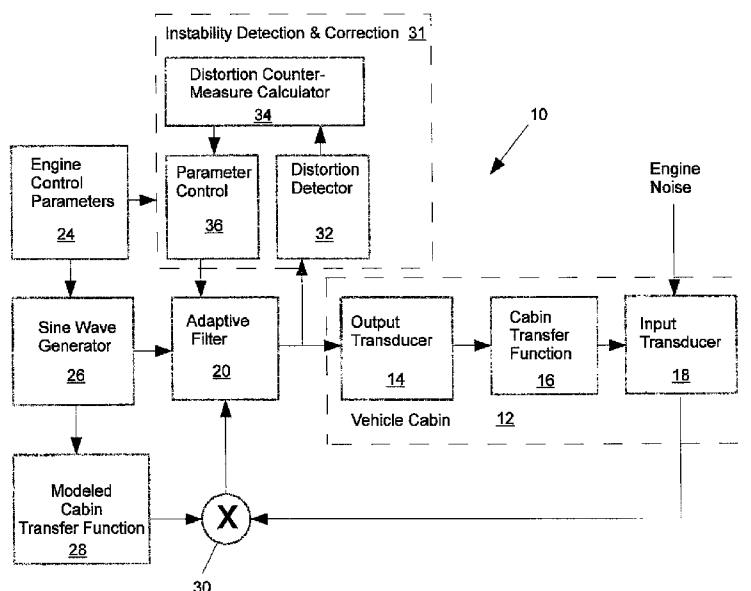 Instability Detection & Correction 31
Distortion Counter-
Measure Calculator
34
10
Engine
Control
Parameters
24
Parameter
Control
36
Distortion
Detector
32
Engine
Noise
Sine Wave
Generator
26
Adaptive
Filter
20
Output
Transducer
14
Cabin
Transfer
Function
16
Input
Transducer
18
Vehicle Cabin 12
Modeled
Cabin
Transfer Function
28
X
30